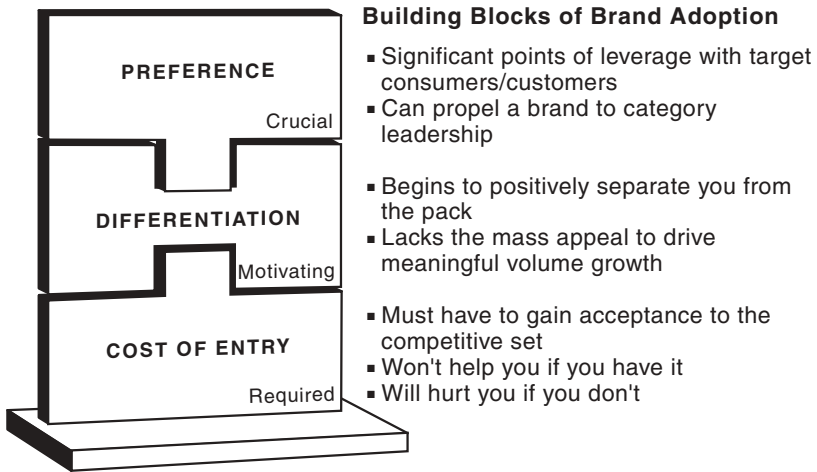 Building Blocks of Brand Adoption
PREFERENCE
Crucial
▪ Significant points of leverage with target
consumers/customers
▪ Can propel a brand to category
leadership
DIFFERENTIATION
Motivating
▪ Begins to positively separate you from
the pack
▪ Lacks the mass appeal to drive
meaningful volume growth
COST OF ENTRY
Required
▪ Must have to gain acceptance to the
competitive set
▪ Won't help you if you have it
▪ Will hurt you if you don't